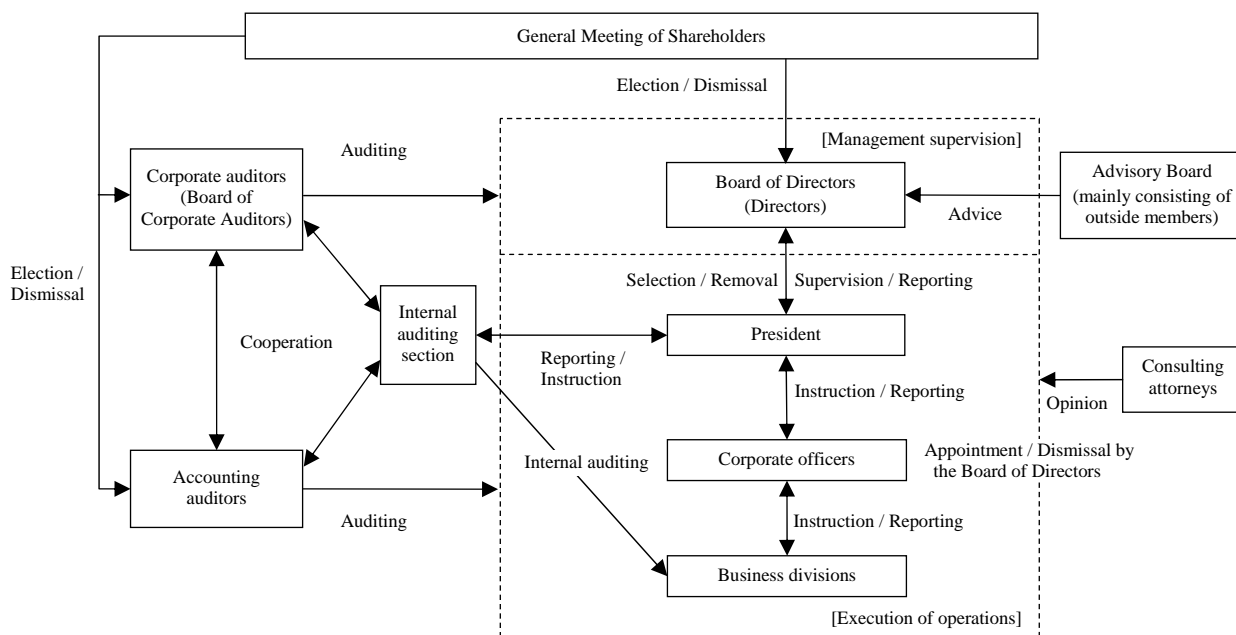 General Meeting of Shareholders
Election / Dismissal
[Management supervision]
Auditing
Corporate auditors
(Board of
Corporate Auditors)
Board of Directors
(Directors)
Advisory Board
(mainly consisting of
outside members)
Advice
Election /
Dismissal
Selection / Removal
Supervision / Reporting
Internal
auditing
section
Cooperation
President
Reporting /
Instruction
Consulting
attorneys
Opinion
Instruction / Reporting
Corporate officers
Appointment / Dismissal by
the Board of Directors
Internal auditing
Accounting
auditors
Auditing
Instruction / Reporting
Business divisions
[Execution of operations]